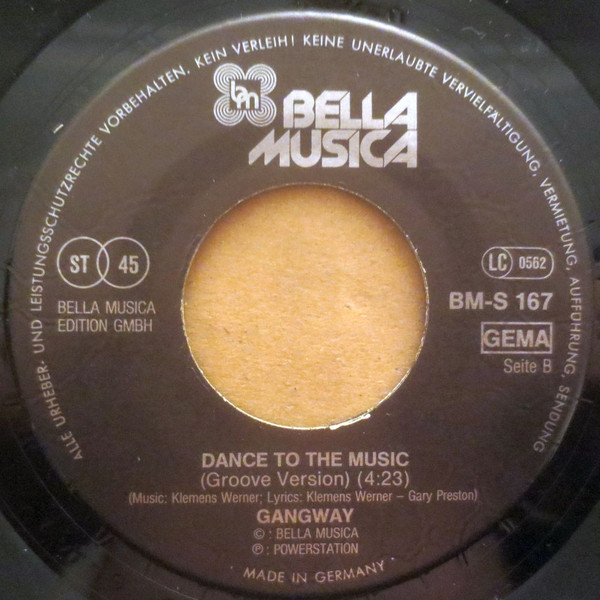 ALLE URHEBER- UND LEISTUNGSSCHUTZRECHTE VORBEHALTEN. KEIN VERLEIH! KEINE UNERLAUBTE VERVIELFÄLTIGUNG, VERMIETUNG, AUFFÜHRUNG, SENDUNG
bm BELLA
MUSICA
ST 45
BELLA MUSICA
EDITION GMBH
LC 0562
BM-S 167
GEMA
Seite B
DANCE TO THE MUSIC
(Groove Version) (4:23)
(Music: Klemens Werner; Lyrics: Klemens Werner – Gary Preston)
GANGWAY
©: BELLA MUSICA
℗: POWERSTATION
MADE IN GERMANY